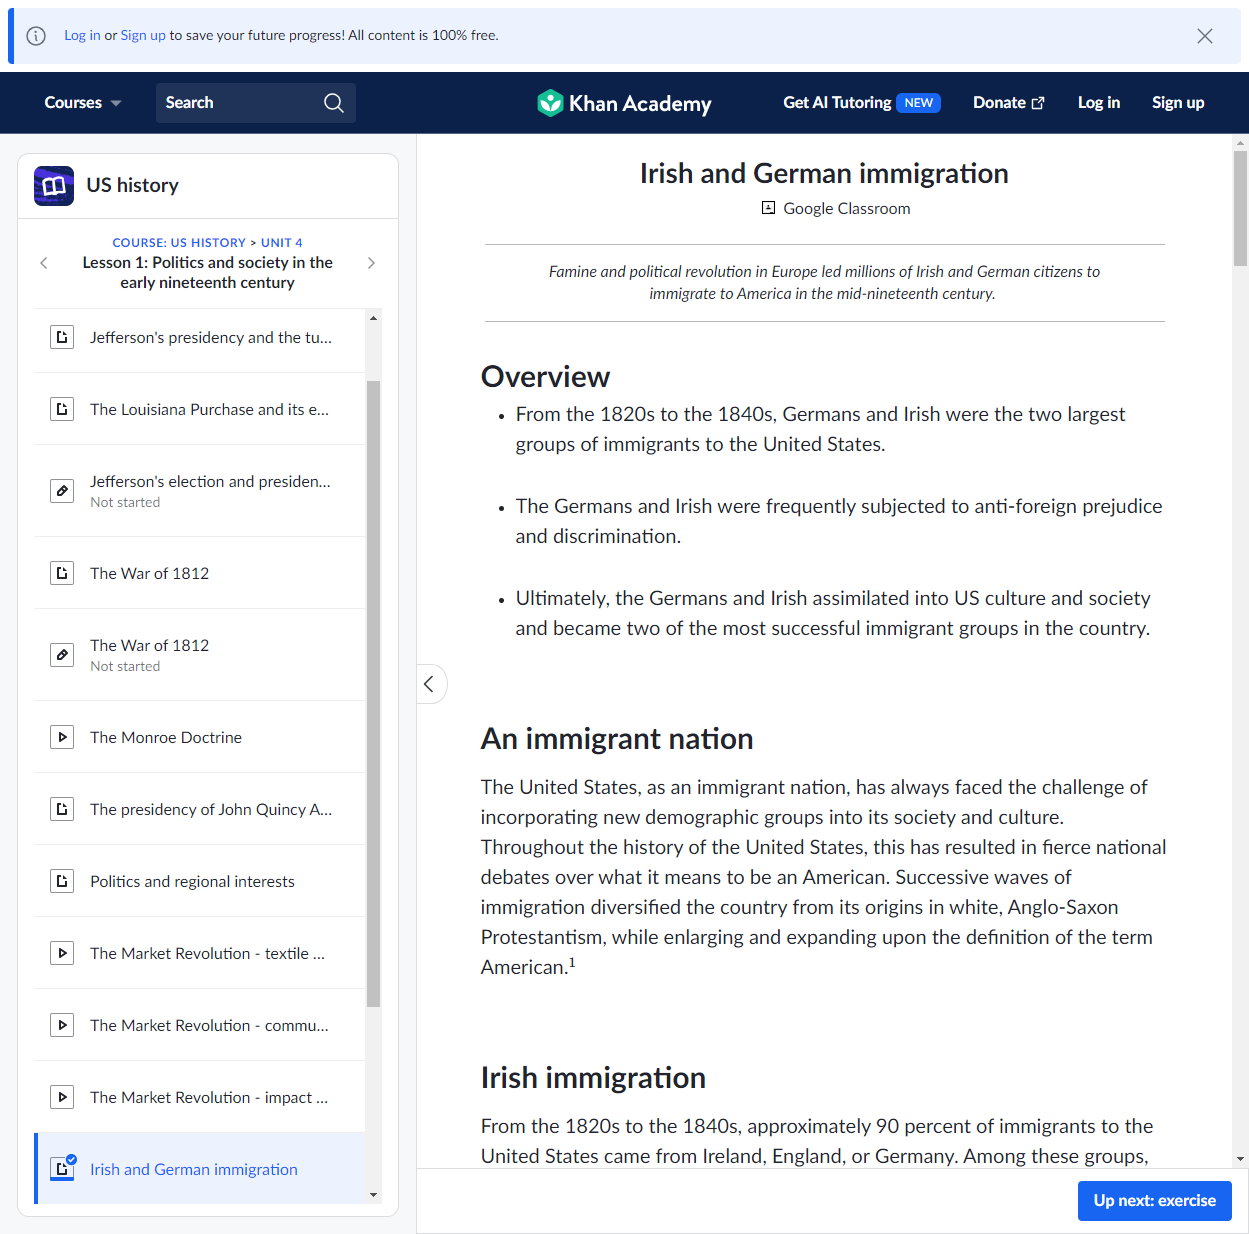 Log in or Sign up to save your future progress! All content is 100% free.
Courses
Search
Khan Academy
Get AI Tutoring NEW
Donate
Log in
Sign up
US history
COURSE: US HISTORY > UNIT 4
Lesson 1: Politics and society in the
early nineteenth century
Jefferson's presidency and the tu...
The Louisiana Purchase and its e...
Jefferson's election and presiden...
Not started
The War of 1812
The War of 1812
Not started
The Monroe Doctrine
The presidency of John Quincy A...
Politics and regional interests
The Market Revolution - textile ...
The Market Revolution - commu...
The Market Revolution - impact ...
Irish and German immigration
Irish and German immigration
Google Classroom
Famine and political revolution in Europe led millions of Irish and German citizens to
immigrate to America in the mid-nineteenth century.
Overview
• From the 1820s to the 1840s, Germans and Irish were the two largest
groups of immigrants to the United States.
• The Germans and Irish were frequently subjected to anti-foreign prejudice
and discrimination.
• Ultimately, the Germans and Irish assimilated into US culture and society
and became two of the most successful immigrant groups in the country.
An immigrant nation
The United States, as an immigrant nation, has always faced the challenge of
incorporating new demographic groups into its society and culture.
Throughout the history of the United States, this has resulted in fierce national
debates over what it means to be an American. Successive waves of
immigration diversified the country from its origins in white, Anglo-Saxon
Protestantism, while enlarging and expanding upon the definition of the term
American.¹
Irish immigration
From the 1820s to the 1840s, approximately 90 percent of immigrants to the
United States came from Ireland, England, or Germany. Among these groups,
Up next: exercise